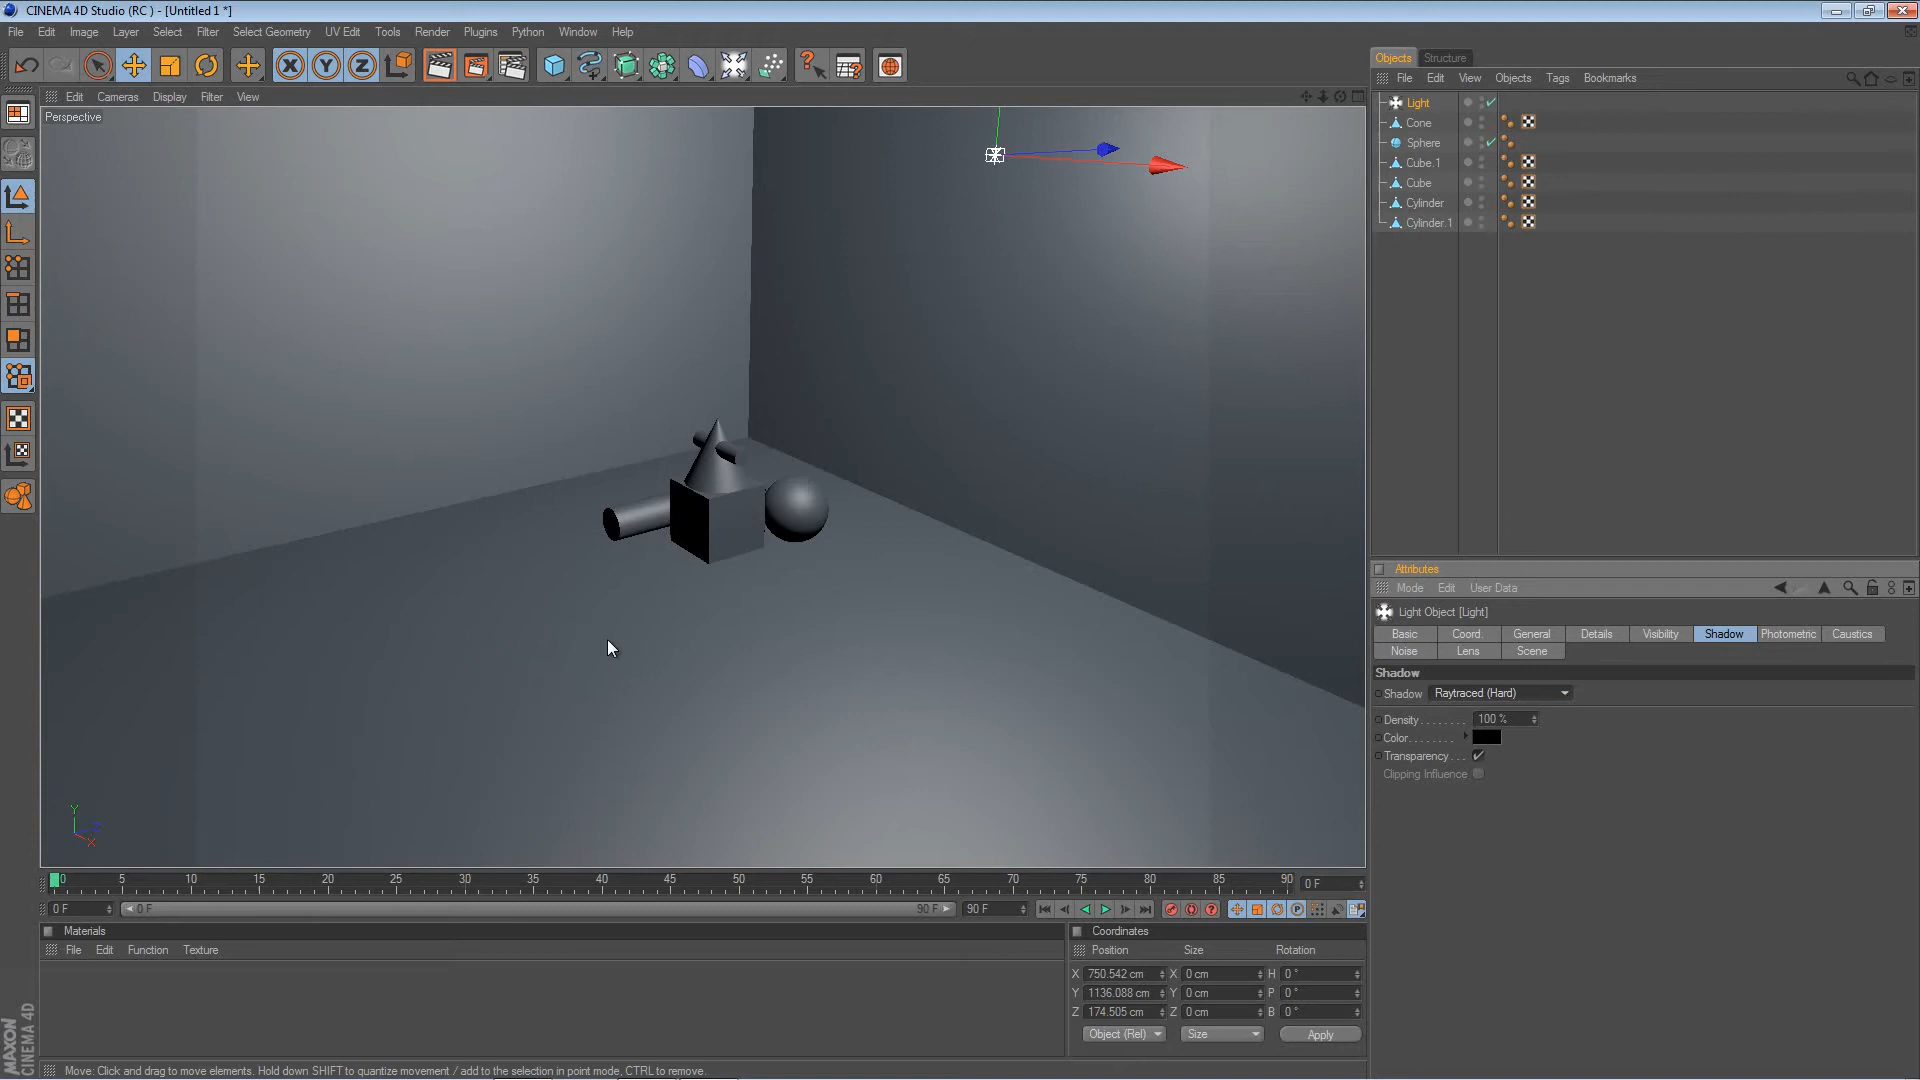 CINEMA 4D Studio (RC ) - [Untitled 1 *]
File Edit Image Layer Select Filter Select Geometry UV Edit Tools Render Plugins Python Window Help
Objects Structure
File Edit View Objects Tags Bookmarks
Edit Cameras Display Filter View
Perspective
Light
Cone
Sphere
Cube.1
Cube
Cylinder
Cylinder.1
Attributes
Mode Edit User Data
Light Object [Light]
Basic Coord. General Details Visibility Shadow Photometric Caustics
Noise Lens Scene
Shadow
Shadow Raytraced (Hard)
Density . . . . . . . . 100 %
Color. . . . . . . .
Transparency . . .
Clipping Influence
Y
X
0 5 10 15 20 25 30 35 40 45 50 55 60 65 70 75 80 85 90 0 F
0 F 0 F 90 F 90 F
Materials
File Edit Function Texture
Coordinates
Position Size Rotation
X 750.542 cm X 0 cm H 0 °
Y 1136.088 cm Y 0 cm P 0 °
Z 174.505 cm Z 0 cm B 0 °
Object (Rel) Size Apply
MAXON
CINEMA 4D
Move: Click and drag to move elements. Hold down SHIFT to quantize movement / add to the selection in point mode, CTRL to remove.